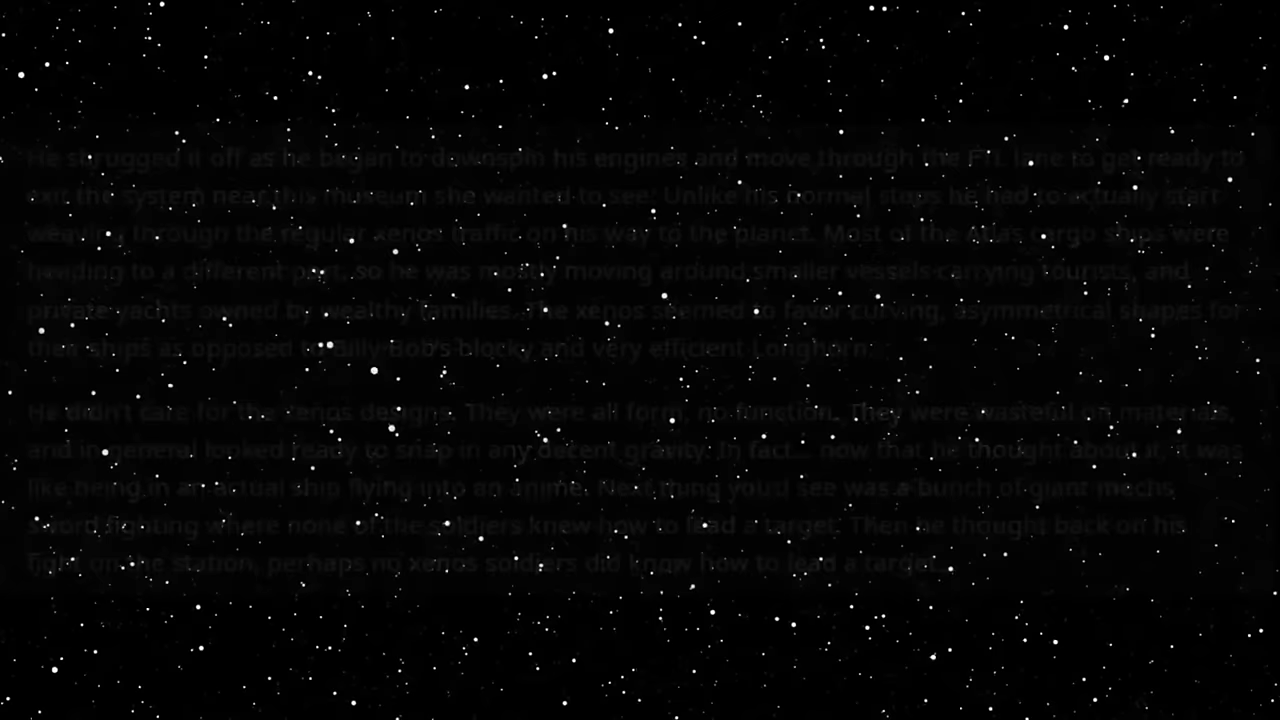 He shrugged it off as he began to downspin his engines and move through the FTL lane to get ready to
exit the system near this museum she wanted to see. Unlike his normal stops he had to actually start
weaving through the regular xenos traffic on his way to the planet. Most of the Atlas cargo ships were
heading to a different port, so he was mostly moving around smaller vessels carrying tourists, and
private yachts owned by wealthy families. The xenos seemed to favor curving, asymmetrical shapes for
their ships as opposed to Billy-Bob's blocky and very efficient Longhorn.
He didn't care for the xenos designs. They were all form, no function. They were wasteful on materials,
and in general looked ready to snap in any decent gravity. In fact... now that he thought about it, it was
like being in an actual ship flying into an anime. Next thing you'd see was a bunch of giant mechs
sword fighting where none of the soldiers knew how to lead a target. Then he thought back on his
fight on the station, perhaps no xenos soldiers did know how to lead a target...